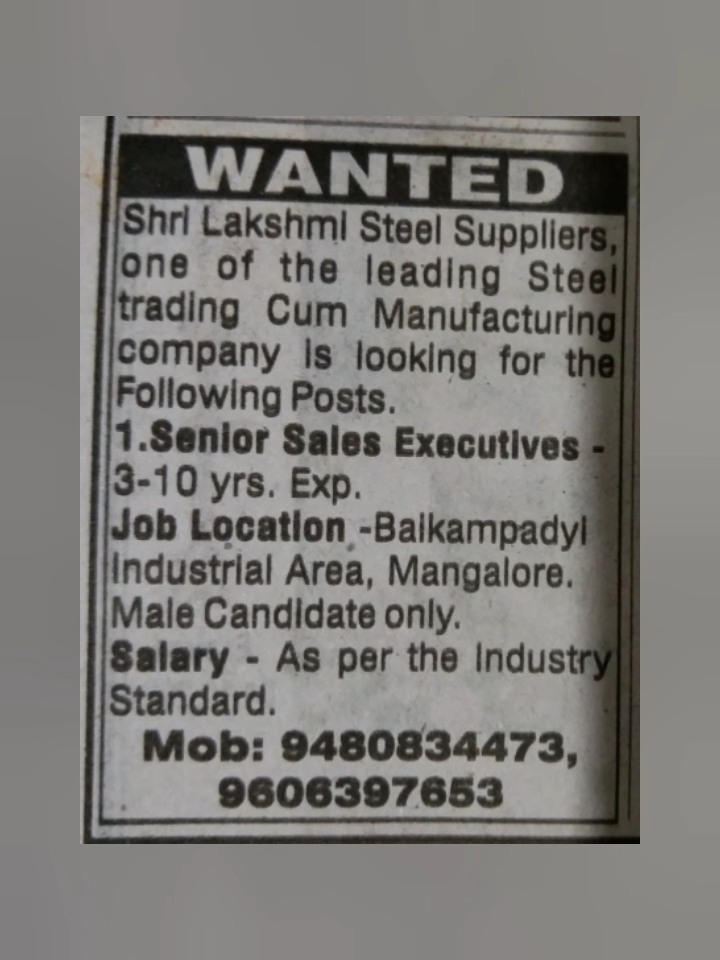 WANTED
Shri Lakshmi Steel Suppliers,
one of the leading Steel
trading Cum Manufacturing
company is looking for the
Following Posts.
1.Senior Sales Executives -
3-10 yrs. Exp.
Job Location -Baikampadyi
Industrial Area, Mangalore.
Male Candidate only.
Salary - As per the Industry
Standard.
Mob: 9480834473,
9606397653